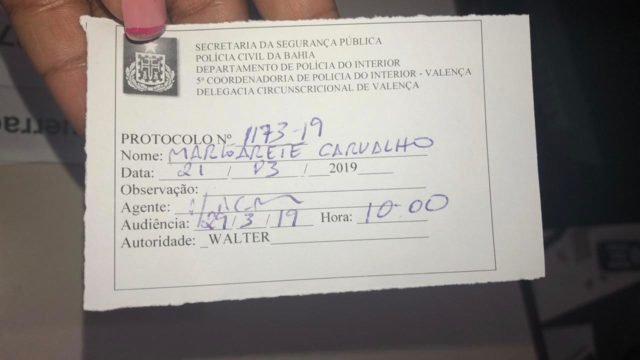 SECRETARIA DA SEGURANÇA PÚBLICA
POLÍCIA CIVIL DA BAHIA
DEPARTAMENTO DE POLÍCIA DO INTERIOR
5ª COORDENADORIA DE POLICIA DO INTERIOR - VALENÇA
DELEGACIA CIRCUNSCRICIONAL DE VALENÇA
PROTOCOLO Nº 1173-19
Nome: MARGARETE CARVALHO
Data: 21 / 03 / 2019
Observação:
Agente:
Audiência: 29/3/19 Hora: 10:00
Autoridade: WALTER